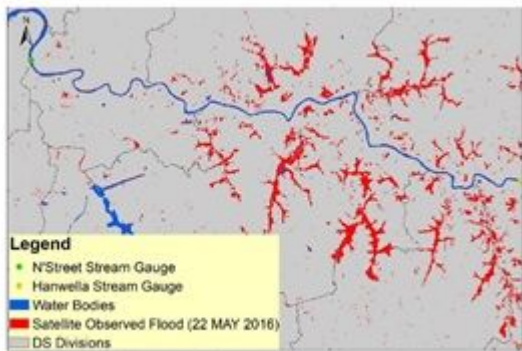 N
Legend
N'Street Stream Gauge
Hanwella Stream Gauge
Water Bodies
Satellite Observed Flood (22 MAY 2016)
DS Divisions